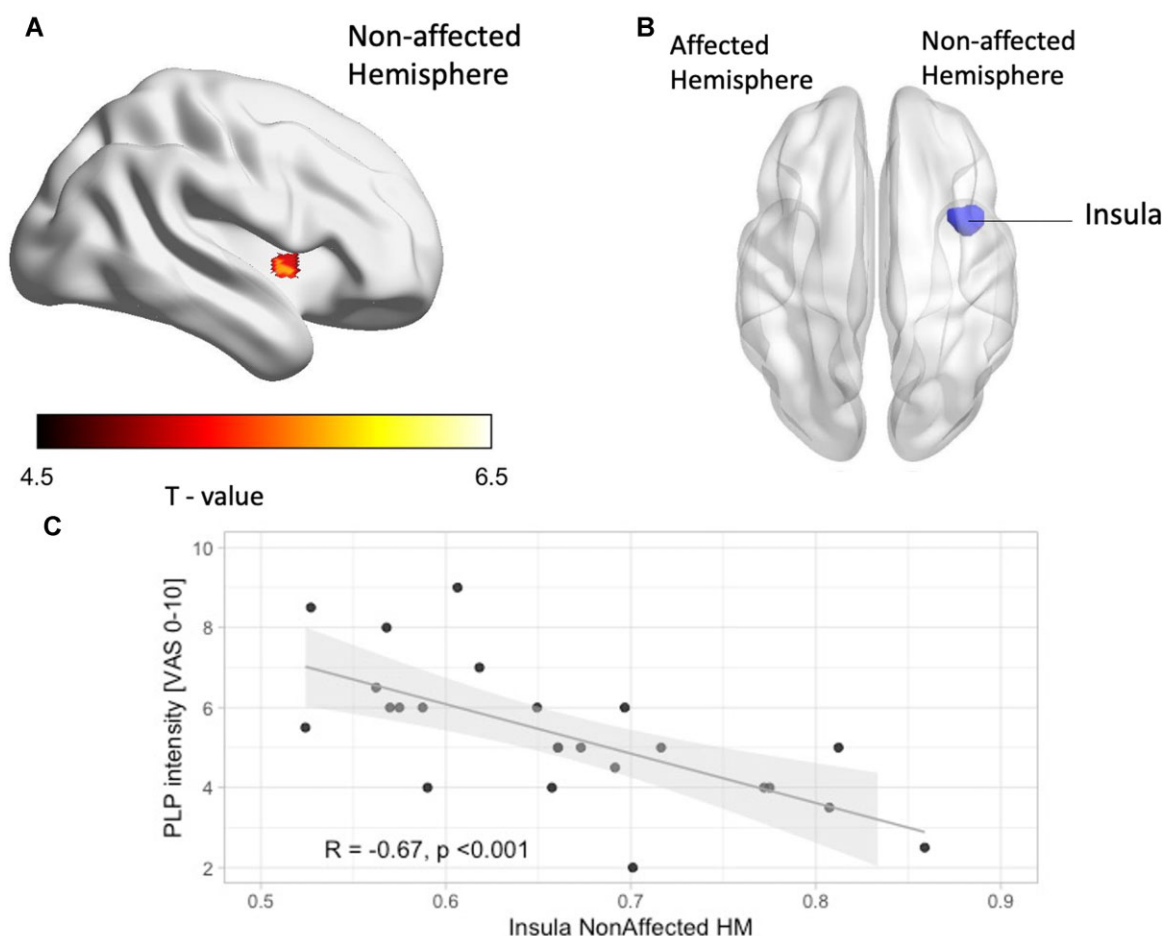 A
Non-affected
Hemisphere
B
Affected
Hemisphere
Non-affected
Hemisphere
Insula
4.5
6.5
T - value
C
PLP intensity [VAS 0-10]
10
8
6
4
2
R = -0.67, p <0.001
0.5
0.6
0.7
0.8
0.9
Insula NonAffected HM